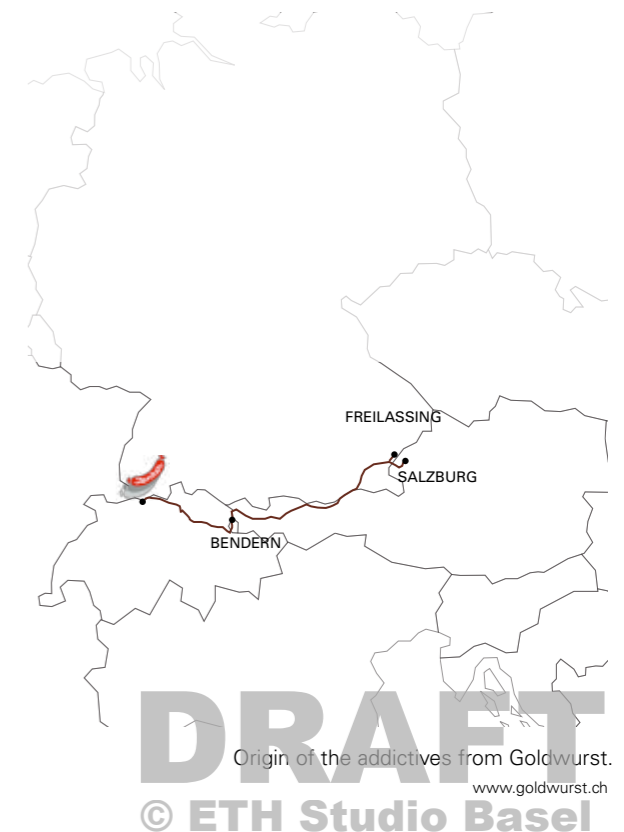 FREILASSING
SALZBURG
BENDERN
DRAFT
Origin of the addictives from Goldwurst.
www.goldwurst.ch
© ETH Studio Basel